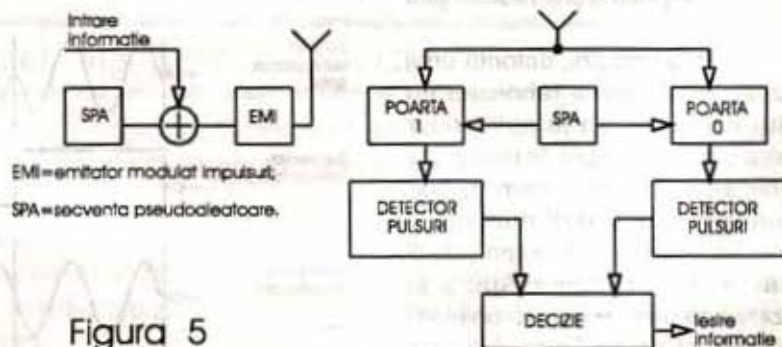 Intrare
informatie
SPA
EMI
EMI=emitator modulat impulsuri;
SPA=secventa pseudoaleatoare.
POARTA
1
SPA
POARTA
0
DETECTOR
PULSURI
DETECTOR
PULSURI
DECIZIE
Iesire
informatie
Figura 5